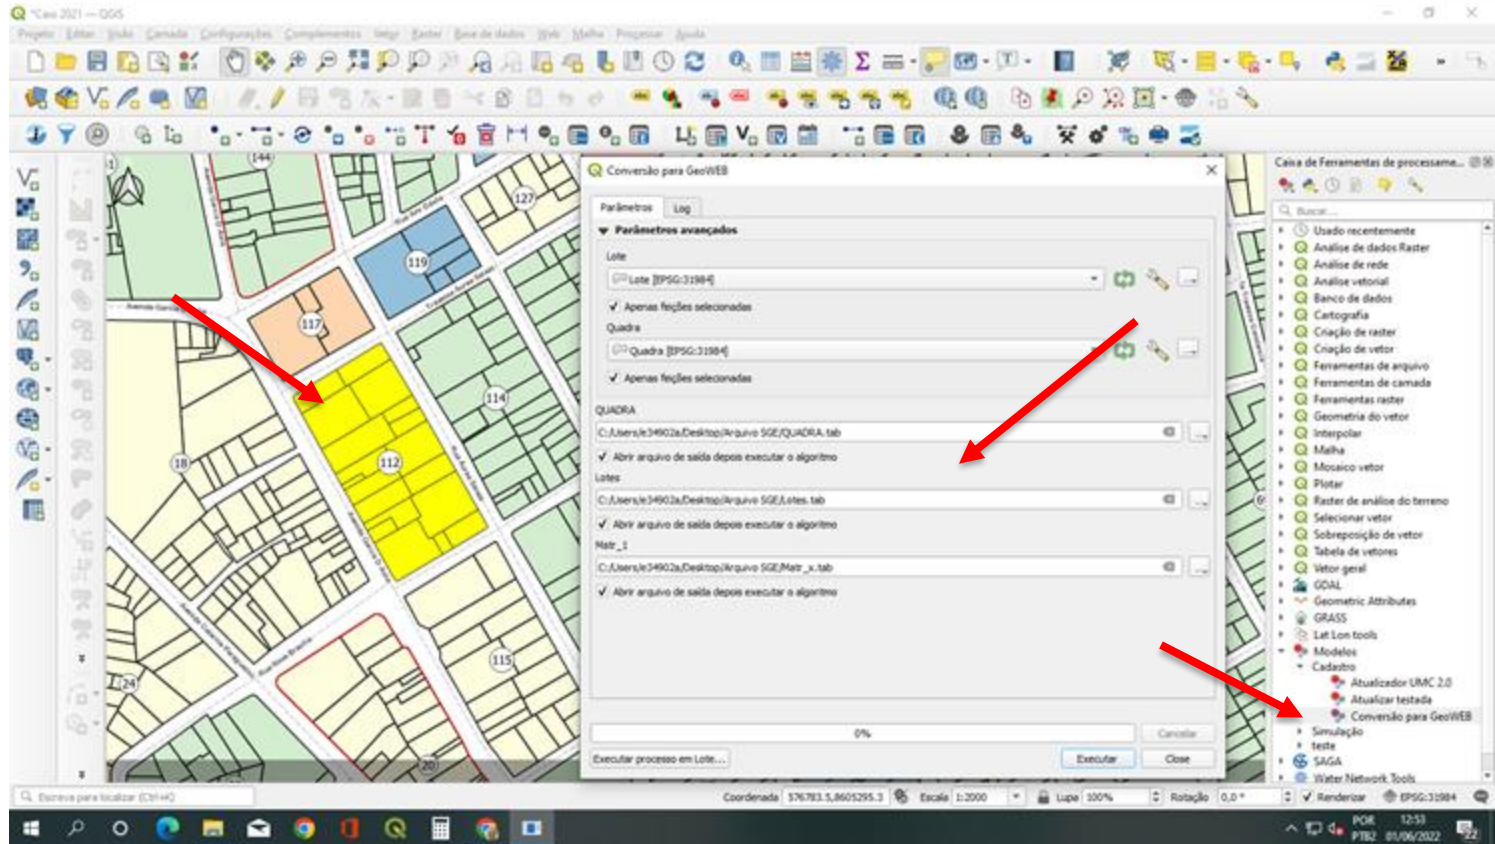 *Caso 2021 — QGIS
Projeto Editar Visão Camada Configurações Complementos Vetor Raster Base de dados Web Malha Processar Ajuda
144
127
119
117
114
112
18
115
124
20
Rua Nova Brasília
Conversão para GeoWEB
Parâmetros Log
Parâmetros avançados
Lote
Lote [EPSG:31984]
Apenas feições selecionadas
Quadra
Quadra [EPSG:31984]
Apenas feições selecionadas
QUADRA
C:/Users/e34902a/Desktop/Arquivo SGE/QUADRA.tab
Abrir arquivo de saída depois executar o algoritmo
Lotes
C:/Users/e34902a/Desktop/Arquivo SGE/Lotes.tab
Abrir arquivo de saída depois executar o algoritmo
Matr_1
C:/Users/e34902a/Desktop/Arquivo SGE/Matr_x.tab
Abrir arquivo de saída depois executar o algoritmo
0%
Cancelar
Executar processo em Lote...
Executar
Close
Caixa de Ferramentas de processame...
Buscar...
Usado recentemente
Análise de dados Raster
Análise de rede
Análise vetorial
Banco de dados
Cartografia
Criação de raster
Criação de vetor
Ferramentas de arquivo
Ferramentas de camada
Ferramentas raster
Geometria do vetor
Interpolar
Malha
Mosaico vetor
Plotar
Raster de análise do terreno
Selecionar vetor
Sobreposição de vetor
Tabela de vetores
Vetor geral
GDAL
Geometric Attributes
GRASS
Lat Lon tools
Modelos
Cadastro
Atualizador UMC 2.0
Atualizar testada
Conversão para GeoWEB
Simulação
teste
SAGA
Water Network Tools
Escreva para localizar (Ctrl+K)
Coordenada 576783.5,8605295.3
Escala 1:2000
Lupa 100%
Rotação 0,0 °
Renderizar
EPSG:31984
POR
PTB2
12:53
01/06/2022
22